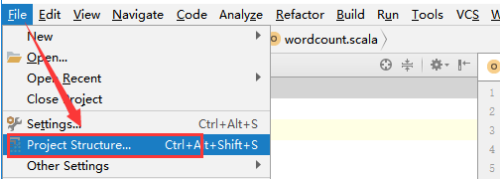 File Edit View Navigate Code Analyze Refactor Build Run Tools VCS W
New
wordcount.scala
Open...
Open Recent
Close Project
Settings... Ctrl+Alt+S
Project Structure... Ctrl+Alt+Shift+S
Other Settings
1
2
3
4
5